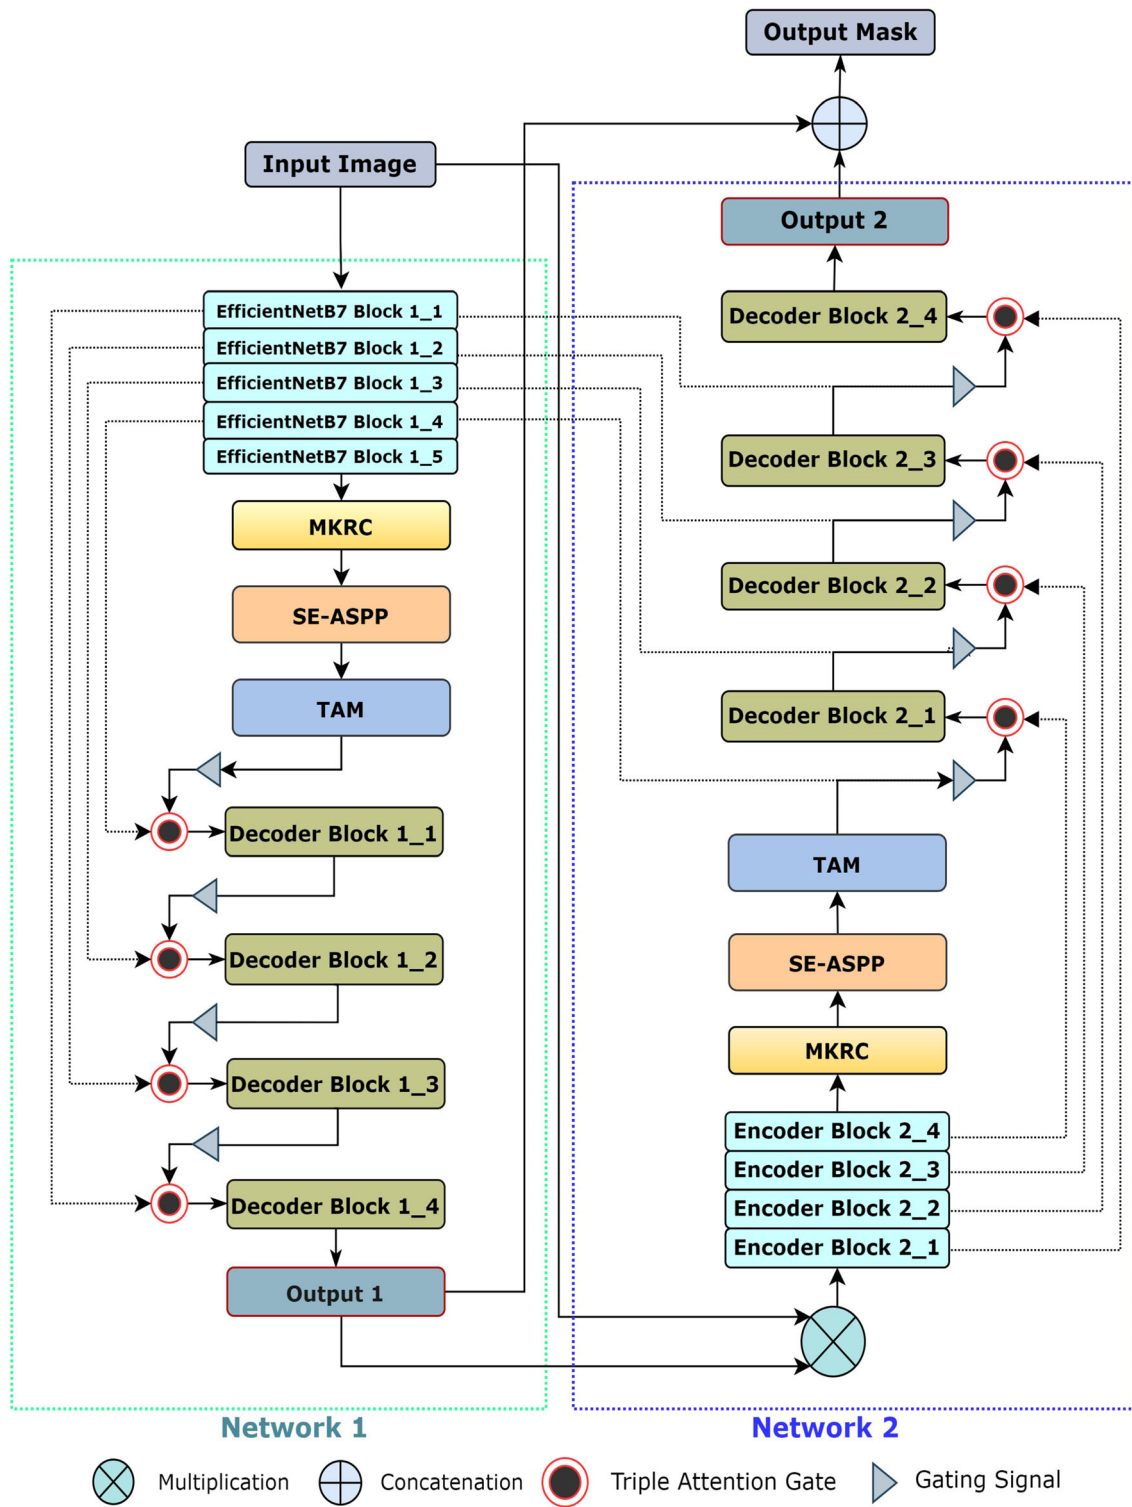 Output Mask
Input Image
Output 2
EfficientNetB7 Block 1_1
EfficientNetB7 Block 1_2
EfficientNetB7 Block 1_3
EfficientNetB7 Block 1_4
EfficientNetB7 Block 1_5
MKRC
SE-ASPP
TAM
Decoder Block 1_1
Decoder Block 1_2
Decoder Block 1_3
Decoder Block 1_4
Output 1
Network 1
Decoder Block 2_4
Decoder Block 2_3
Decoder Block 2_2
Decoder Block 2_1
TAM
SE-ASPP
MKRC
Encoder Block 2_4
Encoder Block 2_3
Encoder Block 2_2
Encoder Block 2_1
Network 2
Multiplication
Concatenation
Triple Attention Gate
Gating Signal